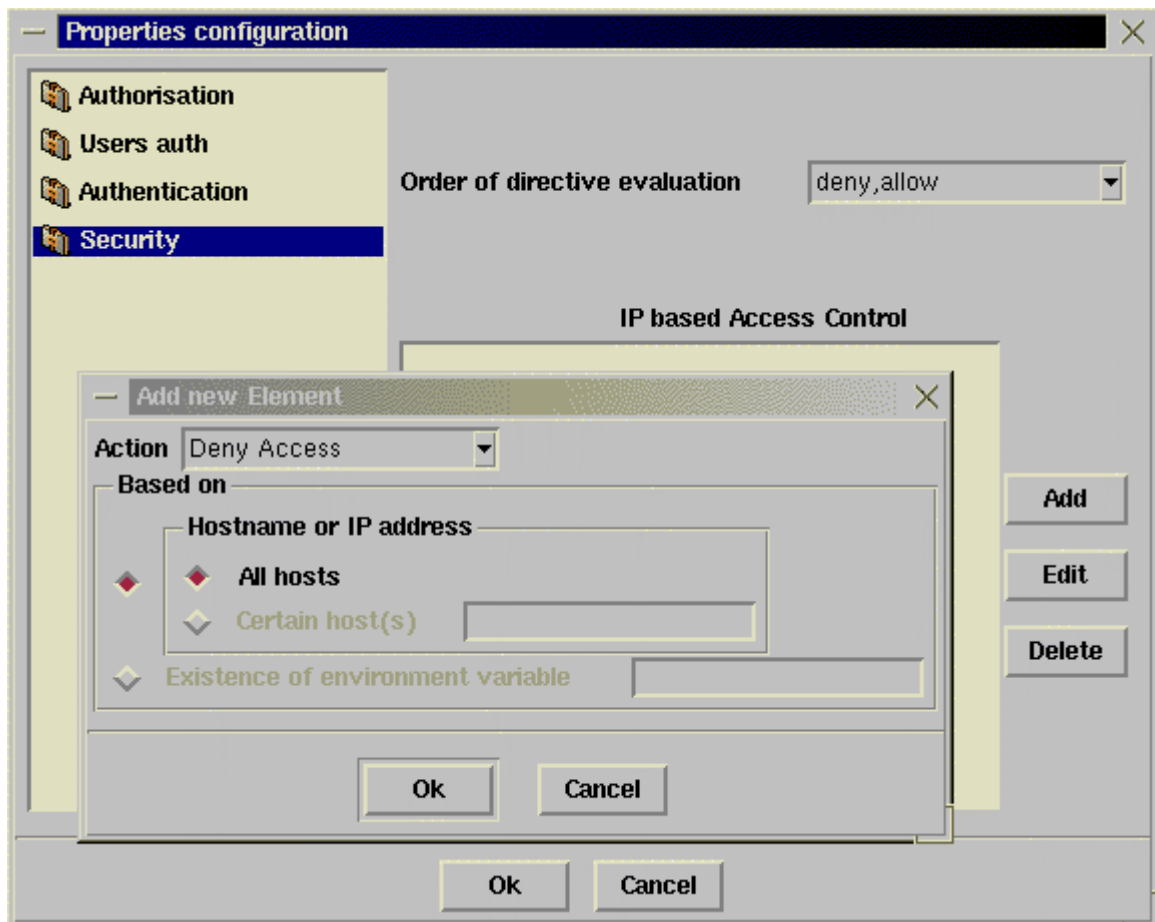 Properties configuration
Authorisation
Users auth
Authentication
Security
Order of directive evaluation deny,allow
IP based Access Control
Add new Element
Action Deny Access
Based on
Hostname or IP address
All hosts
Certain host(s)
Existence of environment variable
Ok Cancel
Add
Edit
Delete
Ok Cancel